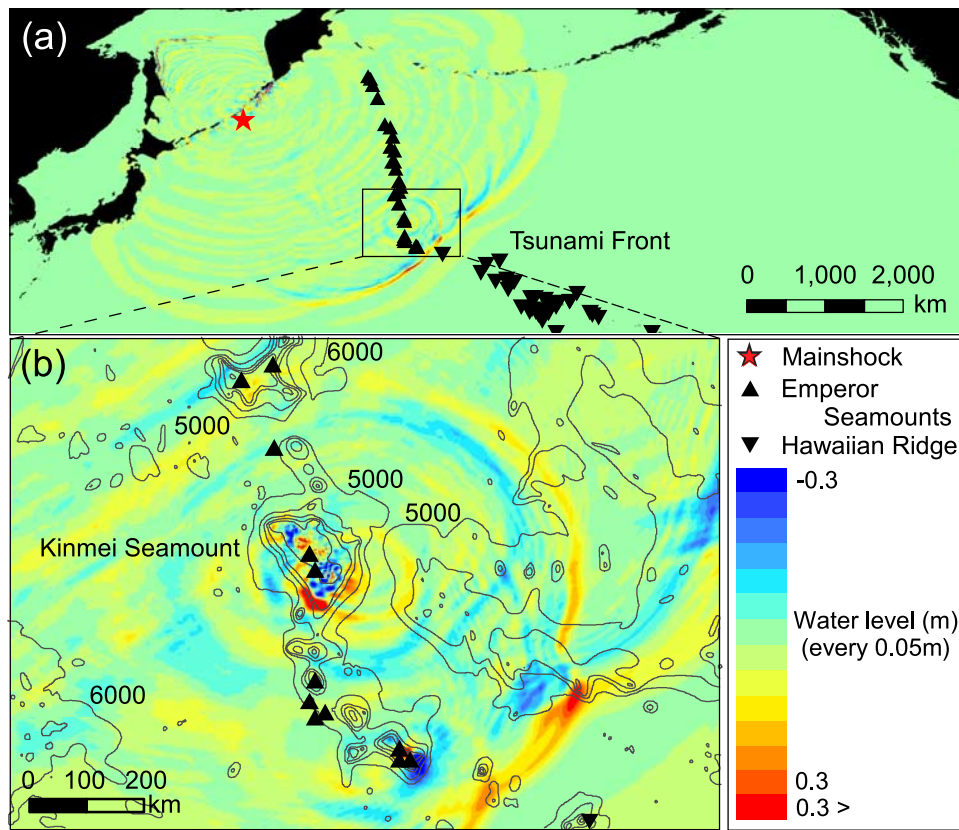 (a)
Tsunami Front
0 1,000 2,000
km
(b)
6000
5000
5000
5000
Kinmei Seamount
6000
0 100 200
km
Mainshock
Emperor
Seamounts
Hawaiian Ridge
-0.3
Water level (m)
(every 0.05m)
0.3
0.3 >